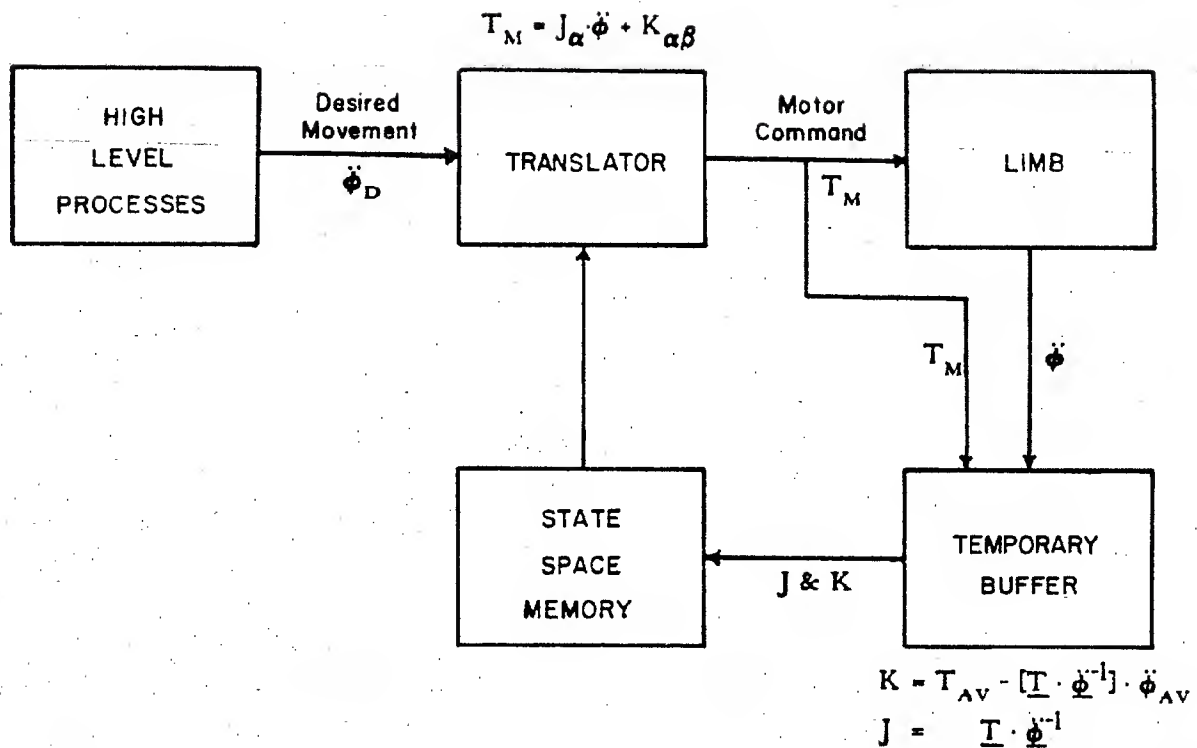 T_M = J_α·φ̈ + K_αβ
HIGH
LEVEL
PROCESSES
Desired
Movement
φ̈_D
TRANSLATOR
Motor
Command
T_M
LIMB
T_M
φ̈
STATE
SPACE
MEMORY
J & K
TEMPORARY
BUFFER
K = T_AV - [T · φ̈⁻¹] · φ̈_AV
J = T · φ̈⁻¹